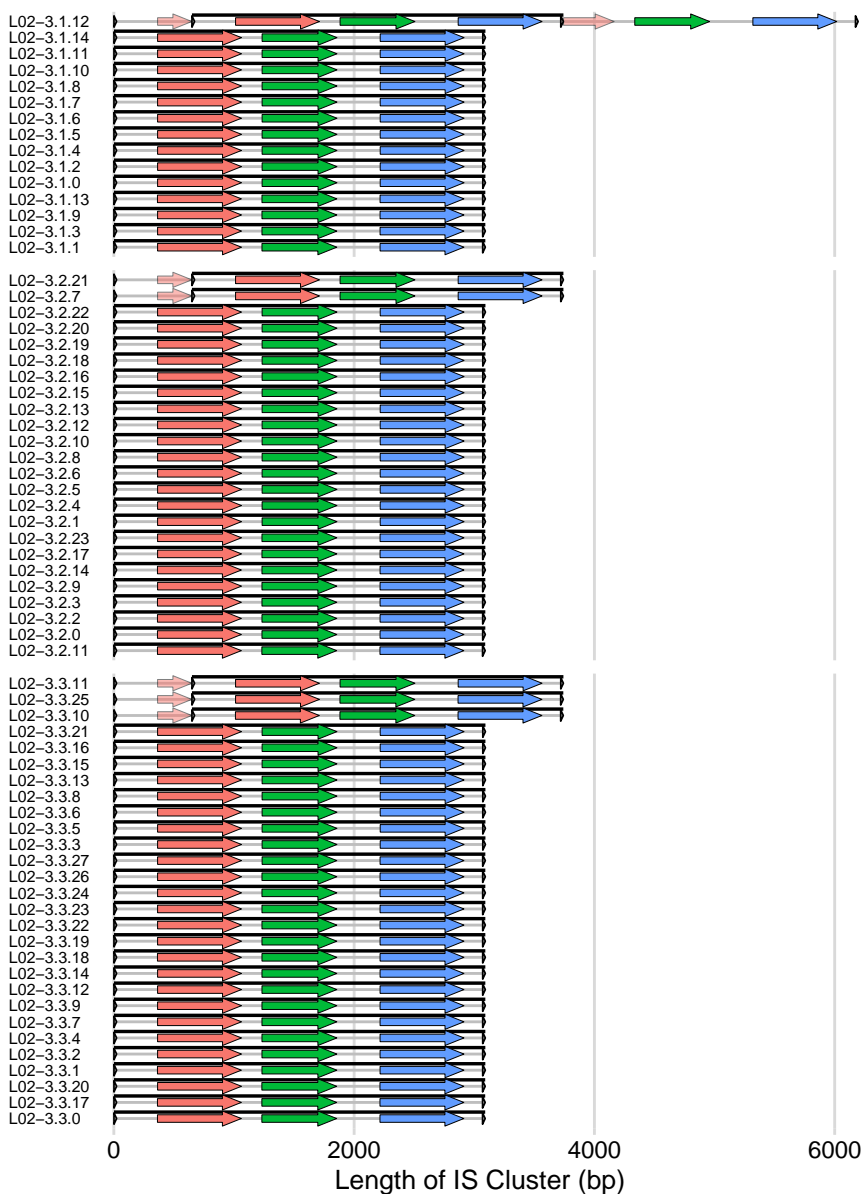 L02−3.1.12
L02−3.1.14
L02−3.1.11
L02−3.1.10
L02−3.1.8
L02−3.1.7
L02−3.1.6
L02−3.1.5
L02−3.1.4
L02−3.1.2
L02−3.1.0
L02−3.1.13
L02−3.1.9
L02−3.1.3
L02−3.1.1
L02−3.2.21
L02−3.2.7
L02−3.2.22
L02−3.2.20
L02−3.2.19
L02−3.2.18
L02−3.2.16
L02−3.2.15
L02−3.2.13
L02−3.2.12
L02−3.2.10
L02−3.2.8
L02−3.2.6
L02−3.2.5
L02−3.2.4
L02−3.2.1
L02−3.2.23
L02−3.2.17
L02−3.2.14
L02−3.2.9
L02−3.2.3
L02−3.2.2
L02−3.2.0
L02−3.2.11
L02−3.3.11
L02−3.3.25
L02−3.3.10
L02−3.3.21
L02−3.3.16
L02−3.3.15
L02−3.3.13
L02−3.3.8
L02−3.3.6
L02−3.3.5
L02−3.3.3
L02−3.3.27
L02−3.3.26
L02−3.3.24
L02−3.3.23
L02−3.3.22
L02−3.3.19
L02−3.3.18
L02−3.3.14
L02−3.3.12
L02−3.3.9
L02−3.3.7
L02−3.3.4
L02−3.3.2
L02−3.3.1
L02−3.3.20
L02−3.3.17
L02−3.3.0
0 2000 4000 6000
Length of IS Cluster (bp)